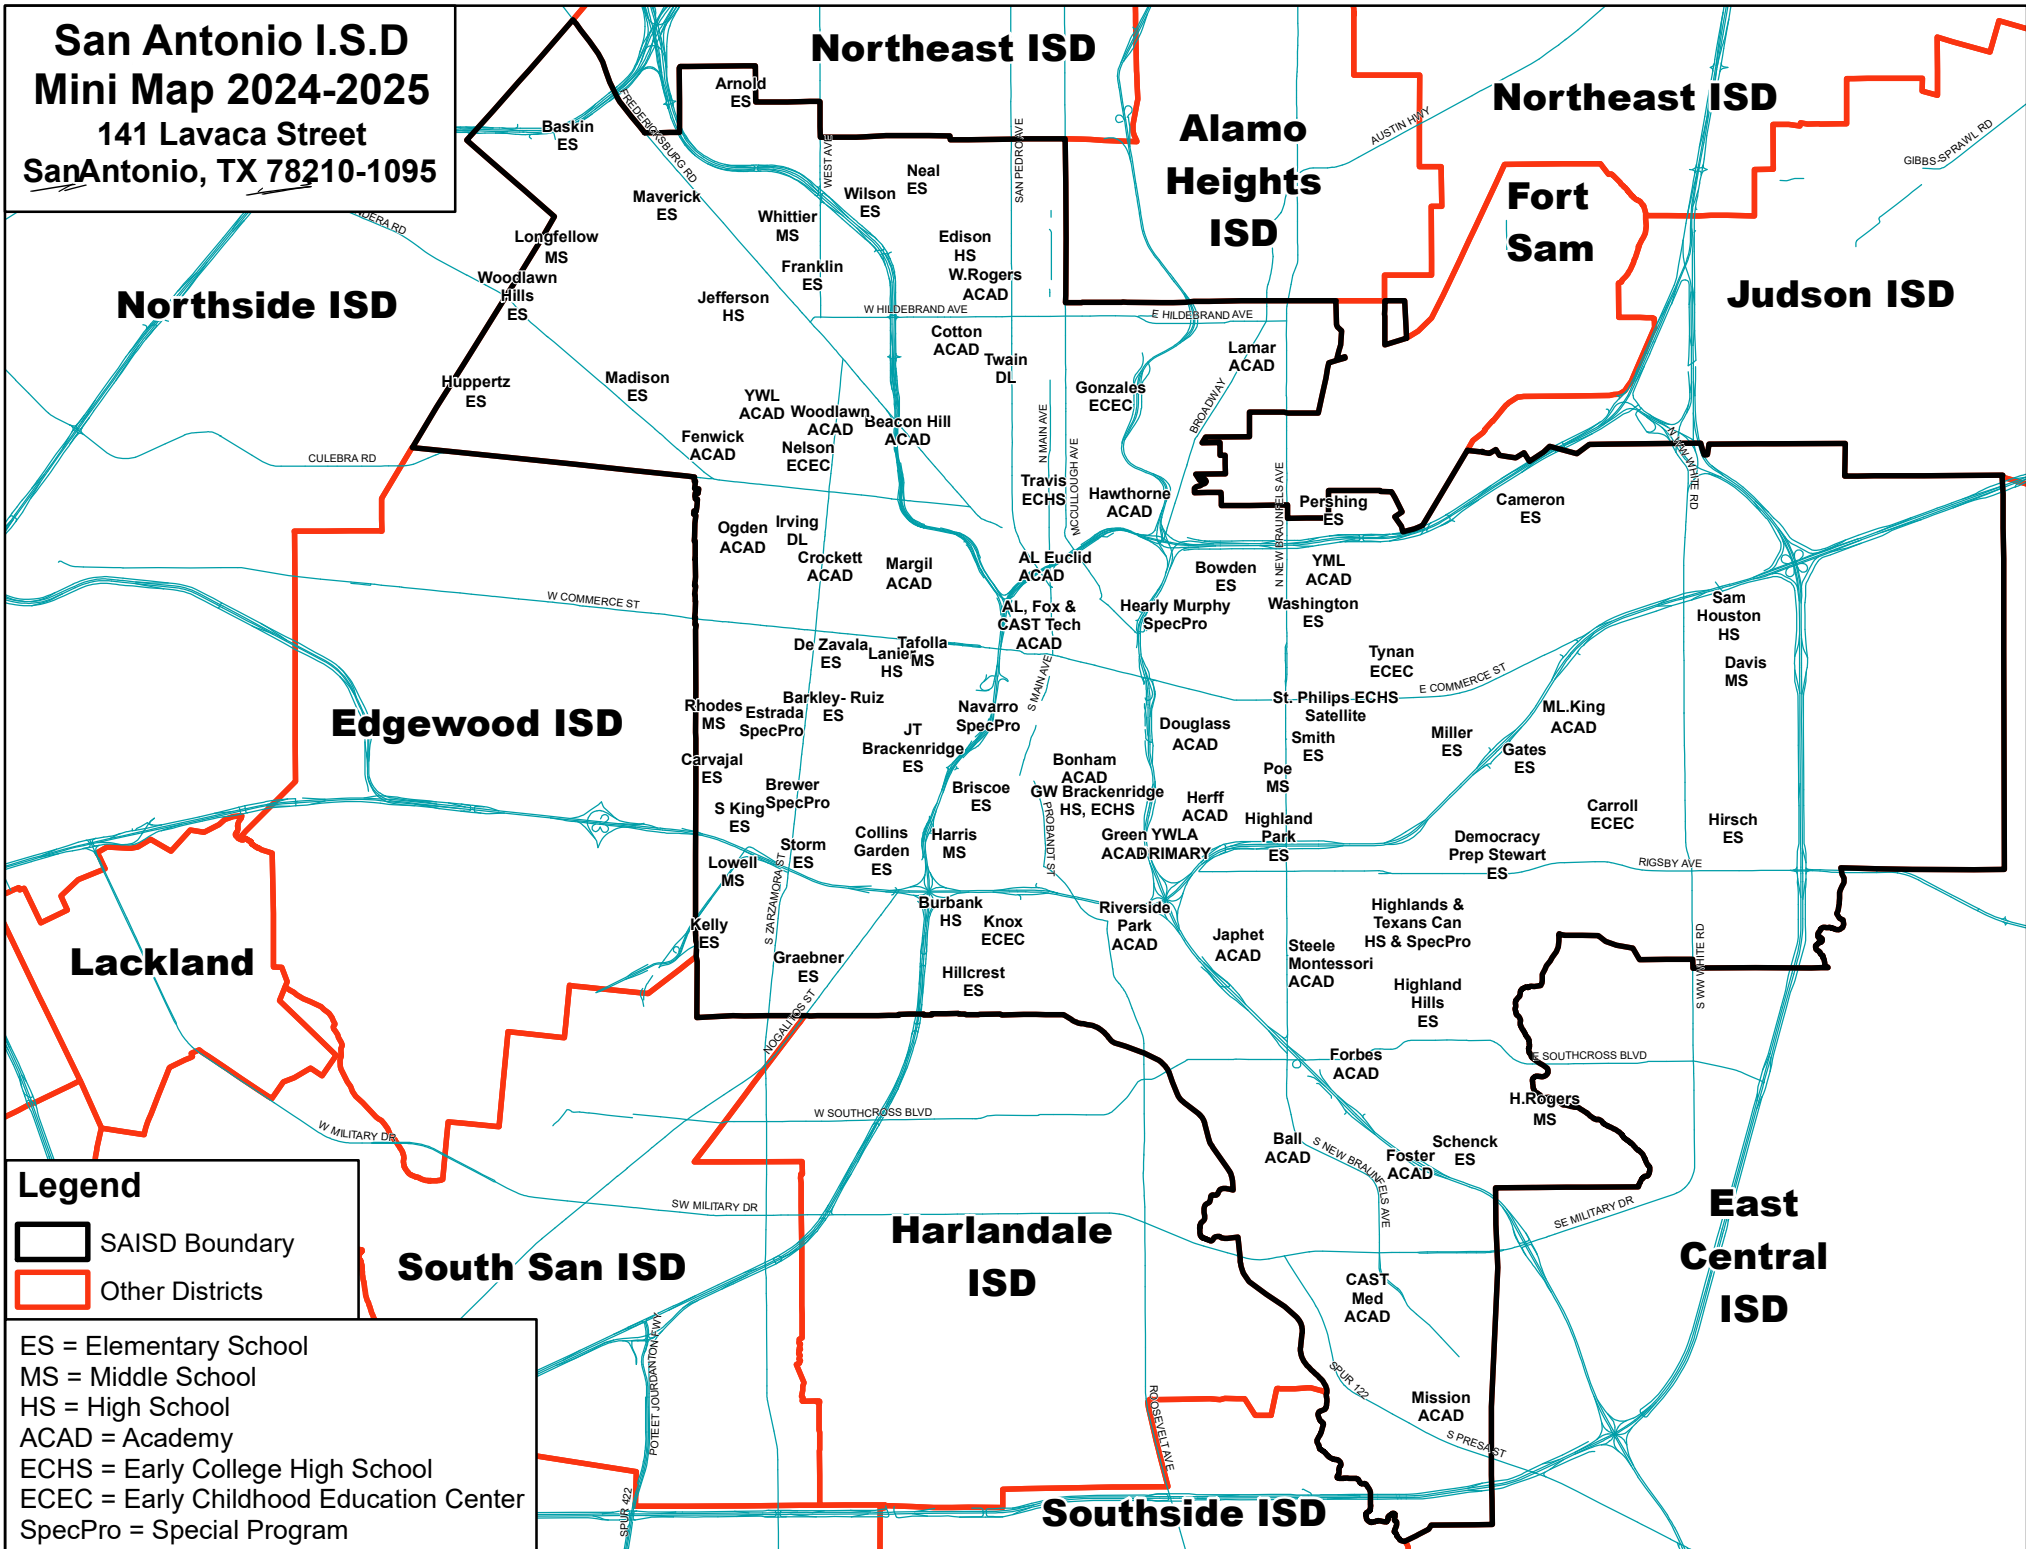 San Antonio I.S.D
Mini Map 2024-2025
141 Lavaca Street
SanAntonio, TX 78210-1095
Northeast ISD
Alamo
Heights
ISD
Northeast ISD
Fort
Sam
Judson ISD
Northside ISD
Edgewood ISD
Lackland
South San ISD
Harlandale
ISD
Southside ISD
East
Central
ISD
Arnold
ES
Baskin
ES
Maverick
ES
Neal
ES
Wilson
ES
Whittier
MS
Longfellow
MS
Woodlawn
Hills
ES
Franklin
ES
Edison
HS
W.Rogers
ACAD
Jefferson
HS
Cotton
ACAD
Twain
DL
Lamar
ACAD
Gonzales
ECEC
Huppertz
ES
Madison
ES
YWL
ACAD
Woodlawn
ACAD
Beacon Hill
ACAD
Fenwick
ACAD
Nelson
ECEC
Travis
ECHS
Hawthorne
ACAD
Pershing
ES
Cameron
ES
Ogden
ACAD
Irving
DL
Crockett
ACAD
Margil
ACAD
AL Euclid
ACAD
Bowden
ES
YML
ACAD
AL, Fox &
CAST Tech
ACAD
Hearly Murphy
SpecPro
Washington
ES
Sam
Houston
HS
Davis
MS
De Zavala
ES
Lanier
HS
Tafolla
MS
Tynan
ECEC
St. Philips ECHS
Satellite
Rhodes
MS
Estrada
SpecPro
Barkley- Ruiz
ES
Navarro
SpecPro
JT
Brackenridge
ES
Douglass
ACAD
Smith
ES
Miller
ES
ML.King
ACAD
Gates
ES
Carvajal
ES
Brewer
SpecPro
S King
ES
Briscoe
ES
Bonham
ACAD
GW Brackenridge
HS, ECHS
Poe
MS
Herff
ACAD
Highland
Park
ES
Carroll
ECEC
Hirsch
ES
Storm
ES
Collins
Garden
ES
Harris
MS
Green
ACAD
YWLA
PRIMARY
Democracy
Prep Stewart
ES
Lowell
MS
Kelly
ES
Burbank
HS
Knox
ECEC
Riverside
Park
ACAD
Japhet
ACAD
Steele
Montessori
ACAD
Highlands &
Texans Can
HS & SpecPro
Graebner
ES
Hillcrest
ES
Highland
Hills
ES
Forbes
ACAD
H.Rogers
MS
Ball
ACAD
Foster
ACAD
Schenck
ES
CAST
Med
ACAD
Mission
ACAD
FREDERICKSBURG RD
WEST AVE
SAN PEDRO AVE
AUSTIN HWY
GIBBS-SPRAWL RD
W HILDEBRAND AVE
E HILDEBRAND AVE
BROADWAY
N MAIN AVE
MCCULLOUGH AVE
N NEW BRAUNFELS AVE
N WW WHITE RD
CULEBRA RD
W COMMERCE ST
E COMMERCE ST
S MAIN AVE
PROBANDT ST
S ZARZAMORA ST
RIGSBY AVE
S WW WHITE RD
NOGALITOS ST
E SOUTHCROSS BLVD
W SOUTHCROSS BLVD
W MILITARY DR
SW MILITARY DR
SE MILITARY DR
S NEW BRAUNFELS AVE
SPUR 122
S PRESA ST
ROOSEVELT AVE
POTEET JOURDANTON FWY
SPUR 422
Legend
SAISD Boundary
Other Districts
ES = Elementary School
MS = Middle School
HS = High School
ACAD = Academy
ECHS = Early College High School
ECEC = Early Childhood Education Center
SpecPro = Special Program